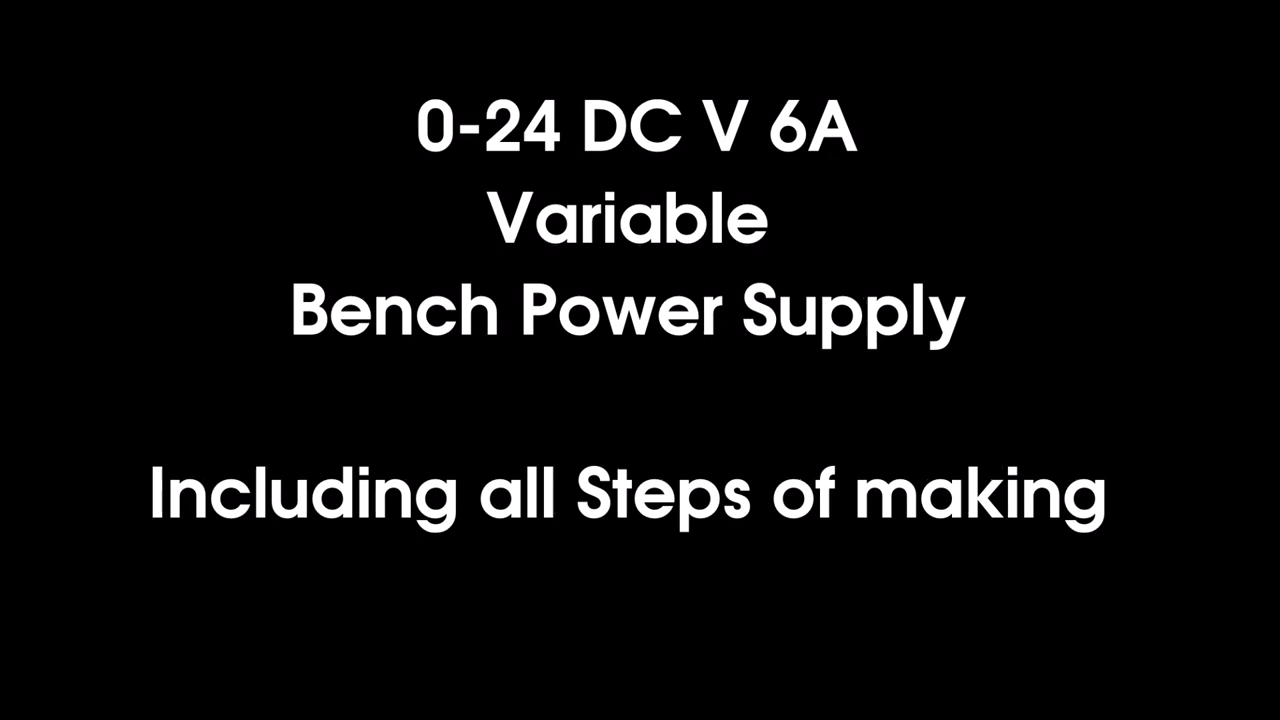 0-24 DC V 6A
Variable
Bench Power Supply
Including all Steps of making